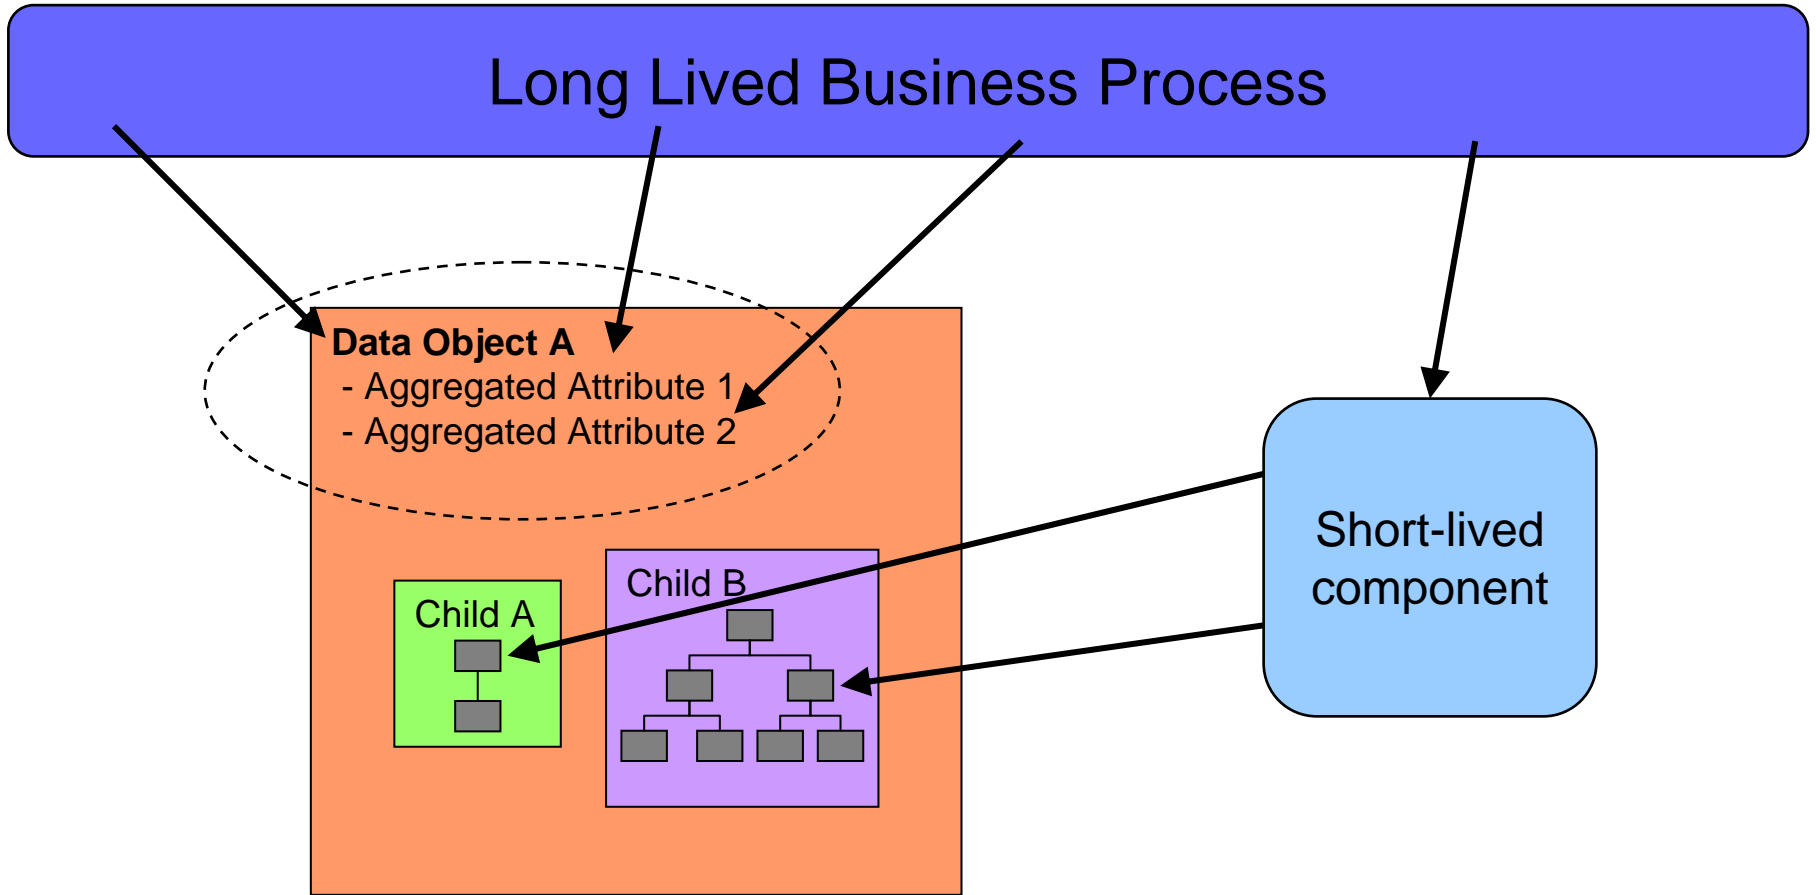 Long Lived Business Process
Data Object A
- Aggregated Attribute 1
- Aggregated Attribute 2
Child A
Child B
Short-lived
component